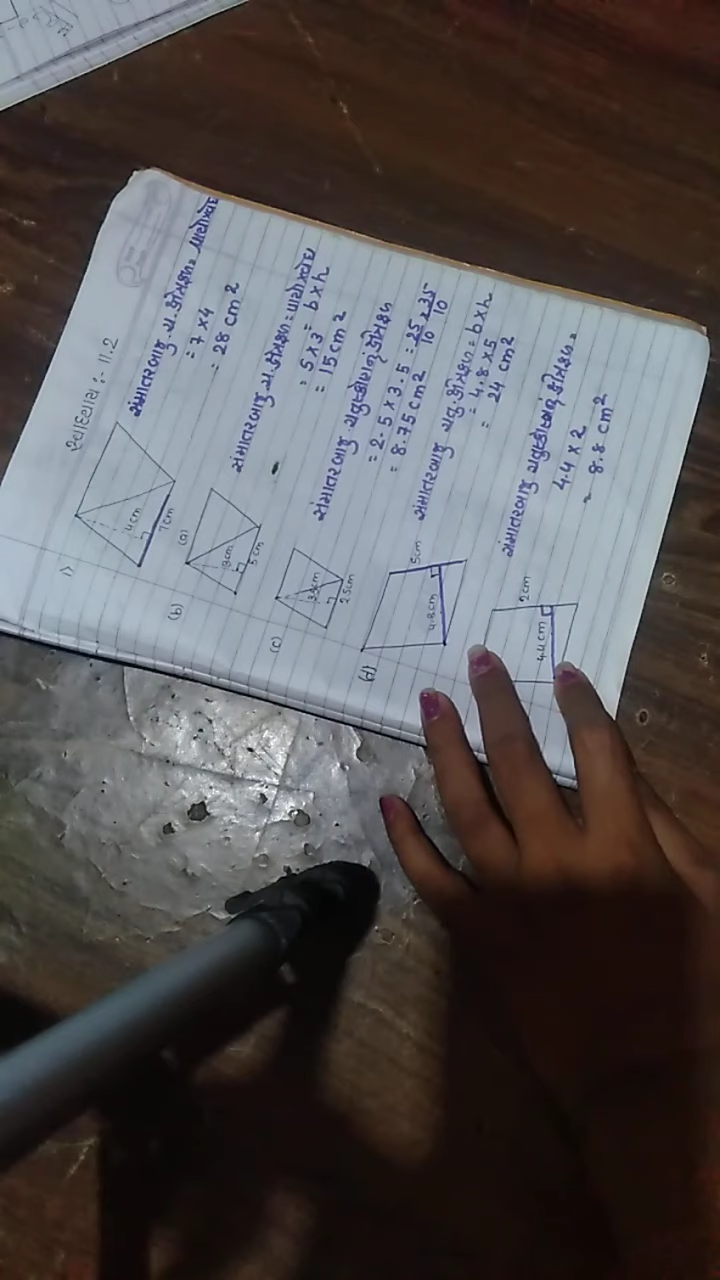 સ્વાધ્યાય :- 11.2
1>
4cm
7cm
(a)
સમાંતરબાજુ. ચ. ક્ષેત્રફળ = પાયો×વેધ
= 7 x 4
= 28 cm²
(b)
3cm
5cm
સમાંતરબાજુ. ચ. ક્ષેત્રફળ = પાયો×વેધ
= 5 x 3 = b x h
= 15 cm²
(c)
3.5cm
2.5cm
સમાંતરબાજુ ચતુષ્કોણનું ક્ષેત્રફળ
= 2.5 x 3.5 = 25/10 x 35/10
= 8.75 cm²
(d)
5cm
4.8cm
સમાંતરબાજુ ચતુ. ક્ષેત્રફળ = b x h
= 4.8 x 5
= 24 cm²
2cm
4.4cm
સમાંતરબાજુ ચતુષ્કોણનું ક્ષેત્રફળ =
4.4 x 2
= 8.8 cm²